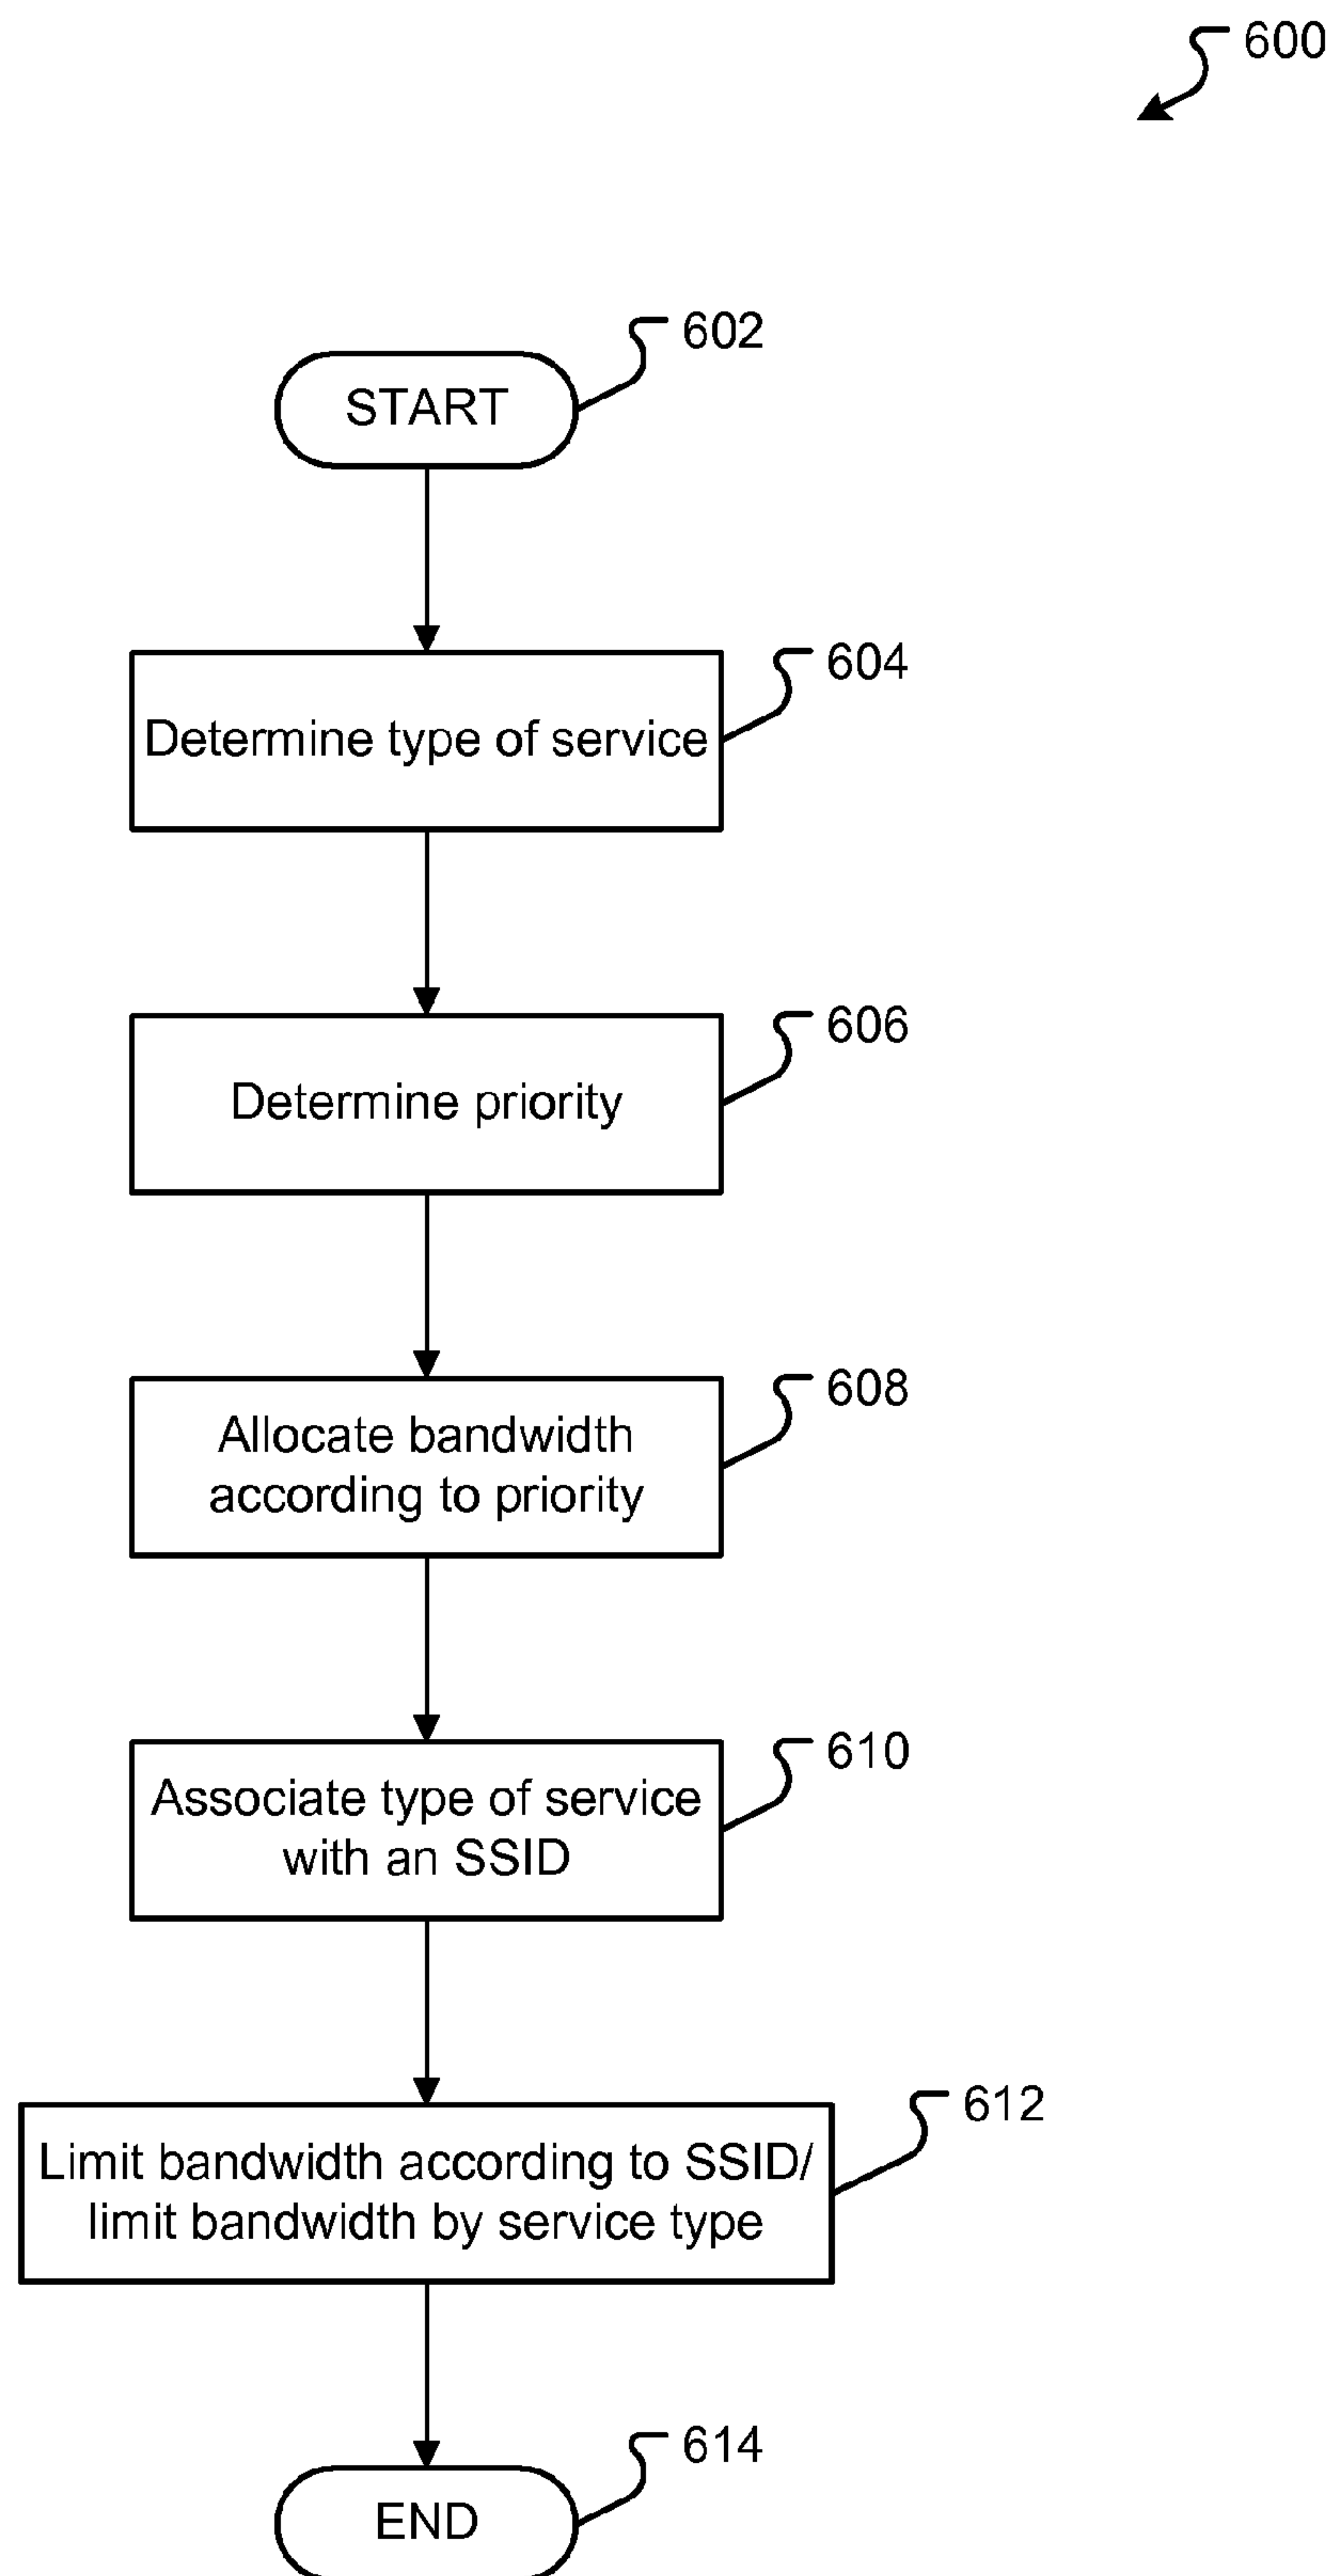 600
START
602
Determine type of service
604
Determine priority
606
Allocate bandwidth
according to priority
608
Associate type of service
with an SSID
610
Limit bandwidth according to SSID/
limit bandwidth by service type
612
END
614